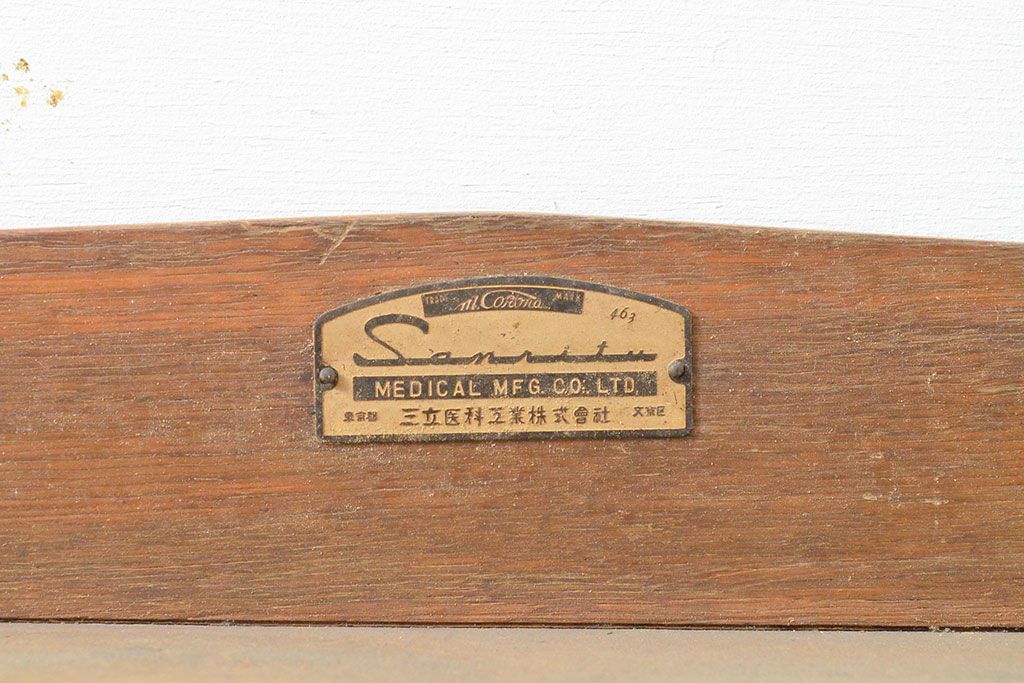 TRADE M. Corona MARK
463
Sanritu
MEDICAL MFG. CO. LTD
東京都 三立医科工業株式會社 文京区